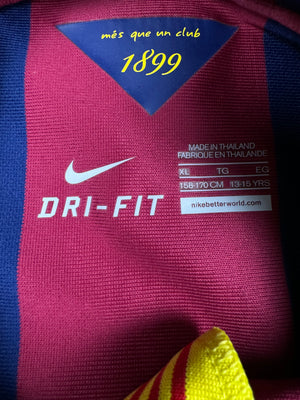 més que un club
1899
MADE IN THAILAND
FABRIQUE EN THAILANDE
XL TG EG
158-170 CM 13-15 YRS
nikebetterworld.com
DRI-FIT